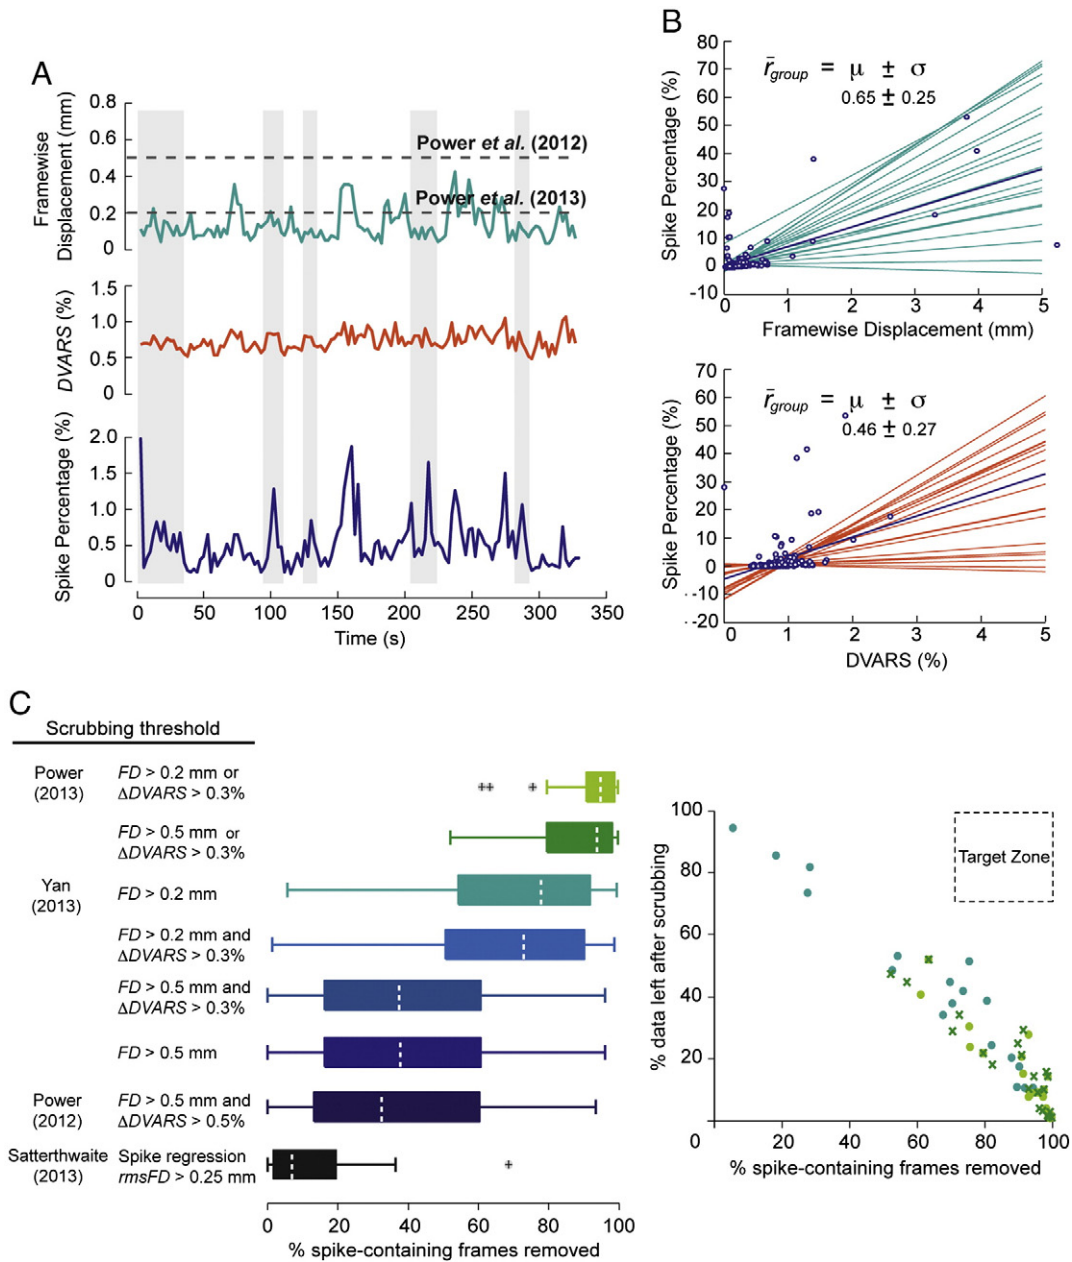 A
0.8
0.6
0.4
0.2
0
Framewise
Displacement (mm)
Power et al. (2012)
Power et al. (2013)
1.5
1.0
0.5
0
DVARS (%)
2.0
1.5
1.0
0.5
0
Spike Percentage (%)
0 50 100 150 200 250 300 350
Time (s)
B
80
70
60
50
40
30
20
10
0
-10
Spike Percentage (%)
r̄group = μ ± σ
0.65 ± 0.25
0 1 2 3 4 5
Framewise Displacement (mm)
70
60
50
40
30
20
10
0
-10
-20
Spike Percentage (%)
r̄group = μ ± σ
0.46 ± 0.27
0 1 2 3 4 5
DVARS (%)
C
Scrubbing threshold
Power
(2013)
FD > 0.2 mm or
ΔDVARS > 0.3%
FD > 0.5 mm or
ΔDVARS > 0.3%
Yan
(2013)
FD > 0.2 mm
FD > 0.2 mm and
ΔDVARS > 0.3%
FD > 0.5 mm and
ΔDVARS > 0.3%
FD > 0.5 mm
Power
(2012)
FD > 0.5 mm and
ΔDVARS > 0.5%
Satterthwaite
(2013)
Spike regression
rmsFD > 0.25 mm
0 20 40 60 80 100
% spike-containing frames removed
100
80
60
40
20
% data left after scrubbing
Target Zone
0 20 40 60 80 100
% spike-containing frames removed